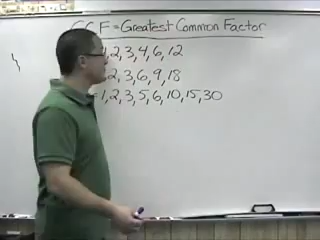 GCF=Greatest Common Factor
1,2,3,4,6,12
2,3,6,9,18
=1,2,3,5,6,10,15,30